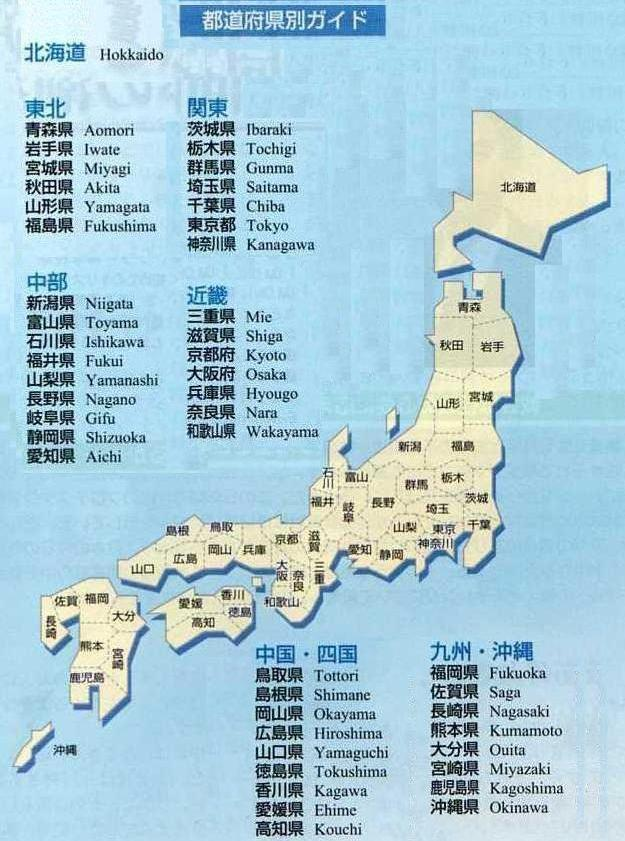 都道府県別ガイド
北海道 Hokkaido
東北
青森県 Aomori
岩手県 Iwate
宮城県 Miyagi
秋田県 Akita
山形県 Yamagata
福島県 Fukushima
関東
茨城県 Ibaraki
栃木県 Tochigi
群馬県 Gunma
埼玉県 Saitama
千葉県 Chiba
東京都 Tokyo
神奈川県 Kanagawa
中部
新潟県 Niigata
富山県 Toyama
石川県 Ishikawa
福井県 Fukui
山梨県 Yamanashi
長野県 Nagano
岐阜県 Gifu
静岡県 Shizuoka
愛知県 Aichi
近畿
三重県 Mie
滋賀県 Shiga
京都府 Kyoto
大阪府 Osaka
兵庫県 Hyougo
奈良県 Nara
和歌山県 Wakayama
北海道
青森
秋田
岩手
山形
宮城
新潟
福島
石川
富山
福井
岐阜
長野
群馬
栃木
茨城
埼玉
山梨
東京
千葉
神奈川
愛知
静岡
島根
鳥取
山口
広島
岡山
兵庫
京都
滋賀
大阪
奈良
三重
和歌山
香川
愛媛
徳島
高知
佐賀
福岡
長崎
大分
熊本
宮崎
鹿児島
沖縄
中国・四国
鳥取県 Tottori
島根県 Shimane
岡山県 Okayama
広島県 Hiroshima
山口県 Yamaguchi
徳島県 Tokushima
香川県 Kagawa
愛媛県 Ehime
高知県 Kouchi
九州・沖縄
福岡県 Fukuoka
佐賀県 Saga
長崎県 Nagasaki
熊本県 Kumamoto
大分県 Ouita
宮崎県 Miyazaki
鹿児島県 Kagoshima
沖縄県 Okinawa